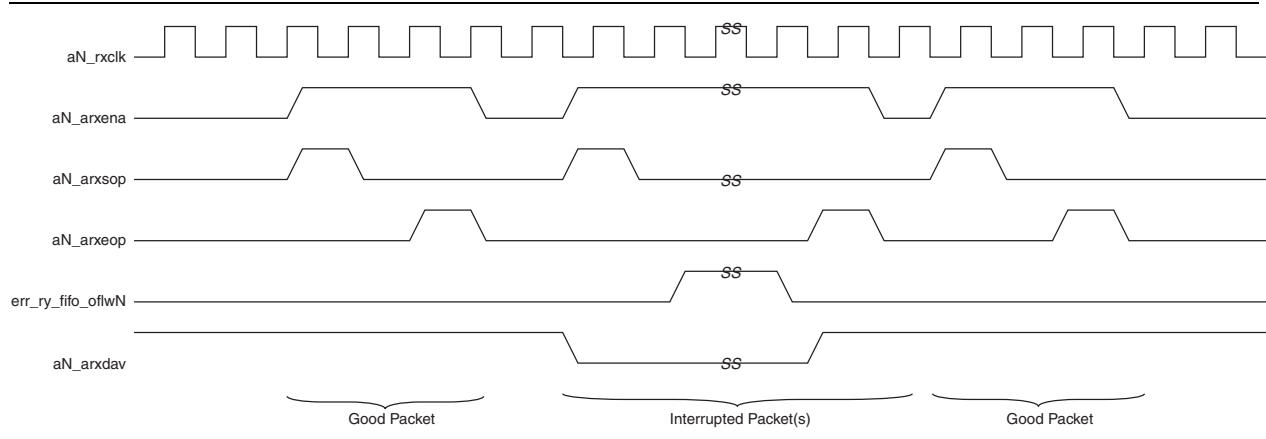 SS
aN_rxclk
SS
aN_arxena
aN_arxsop
SS
aN_arxeop
SS
err_ry_fifo_oflwN
aN_arxdav
SS
Good Packet
Interrupted Packet(s)
Good Packet